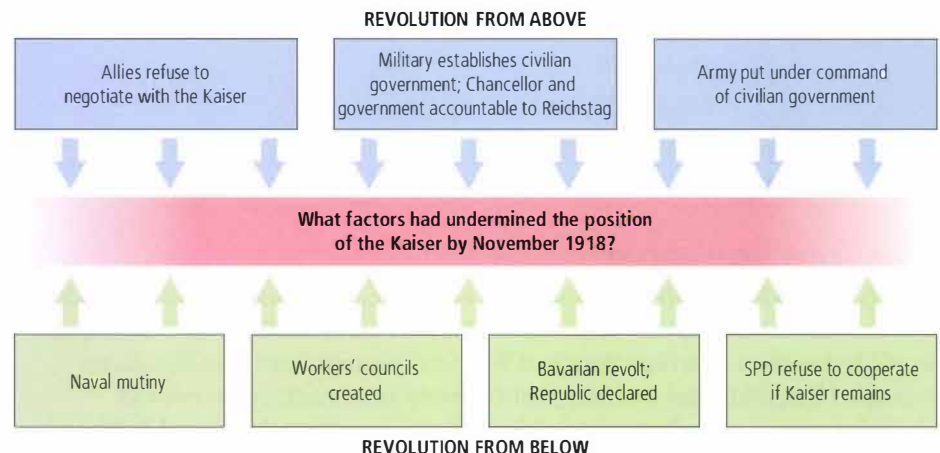 REVOLUTION FROM ABOVE
Allies refuse to
negotiate with the Kaiser
Military establishes civilian
government; Chancellor and
government accountable to Reichstag
Army put under command
of civilian government
What factors had undermined the position
of the Kaiser by November 1918?
Naval mutiny
Workers' councils
created
Bavarian revolt;
Republic declared
SPD refuse to cooperate
if Kaiser remains
REVOLUTION FROM BELOW